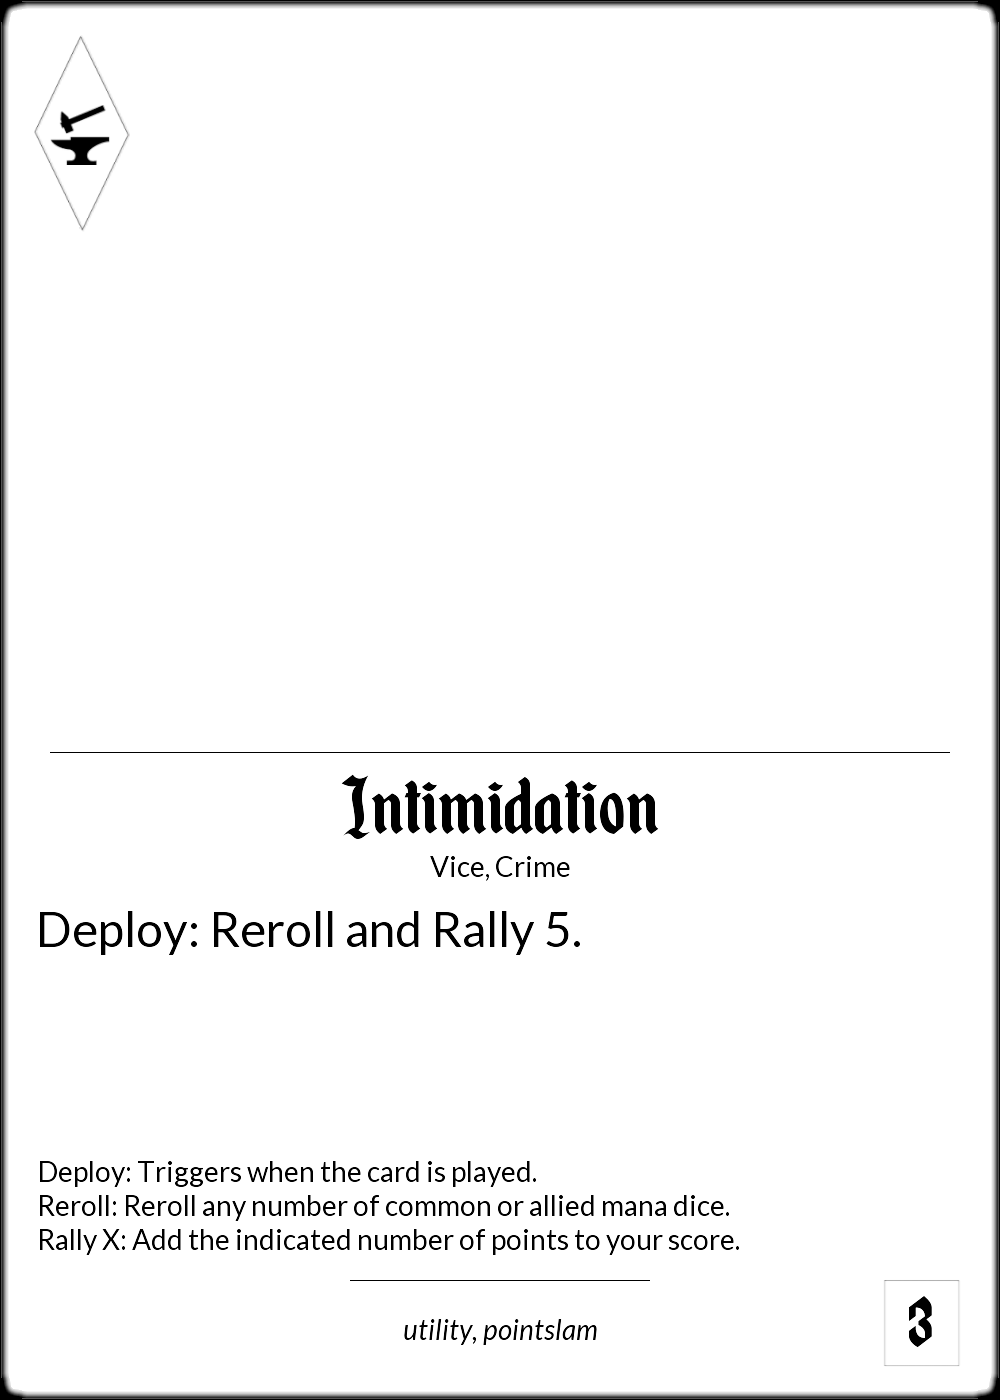 Intimidation
Vice, Crime
Deploy: Reroll and Rally 5.
Deploy: Triggers when the card is played.
Reroll: Reroll any number of common or allied mana dice.
Rally X: Add the indicated number of points to your score.
utility, pointslam
3